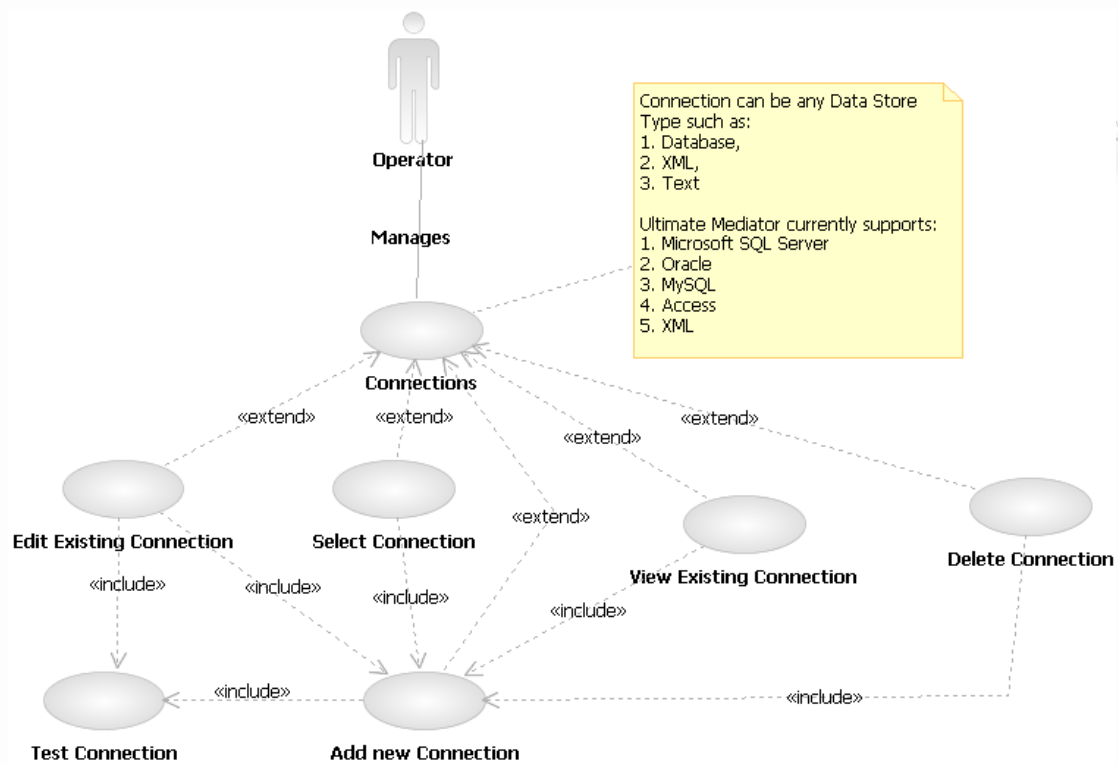 Operator
Manages
Connection can be any Data Store
Type such as:
1. Database,
2. XML,
3. Text
Ultimate Mediator currently supports:
1. Microsoft SQL Server
2. Oracle
3. MySQL
4. Access
5. XML
Connections
«extend»
«extend»
«extend»
«extend»
«extend»
Edit Existing Connection
Select Connection
View Existing Connection
Delete Connection
«include»
«include»
«include»
«include»
«include»
«include»
Test Connection
Add new Connection